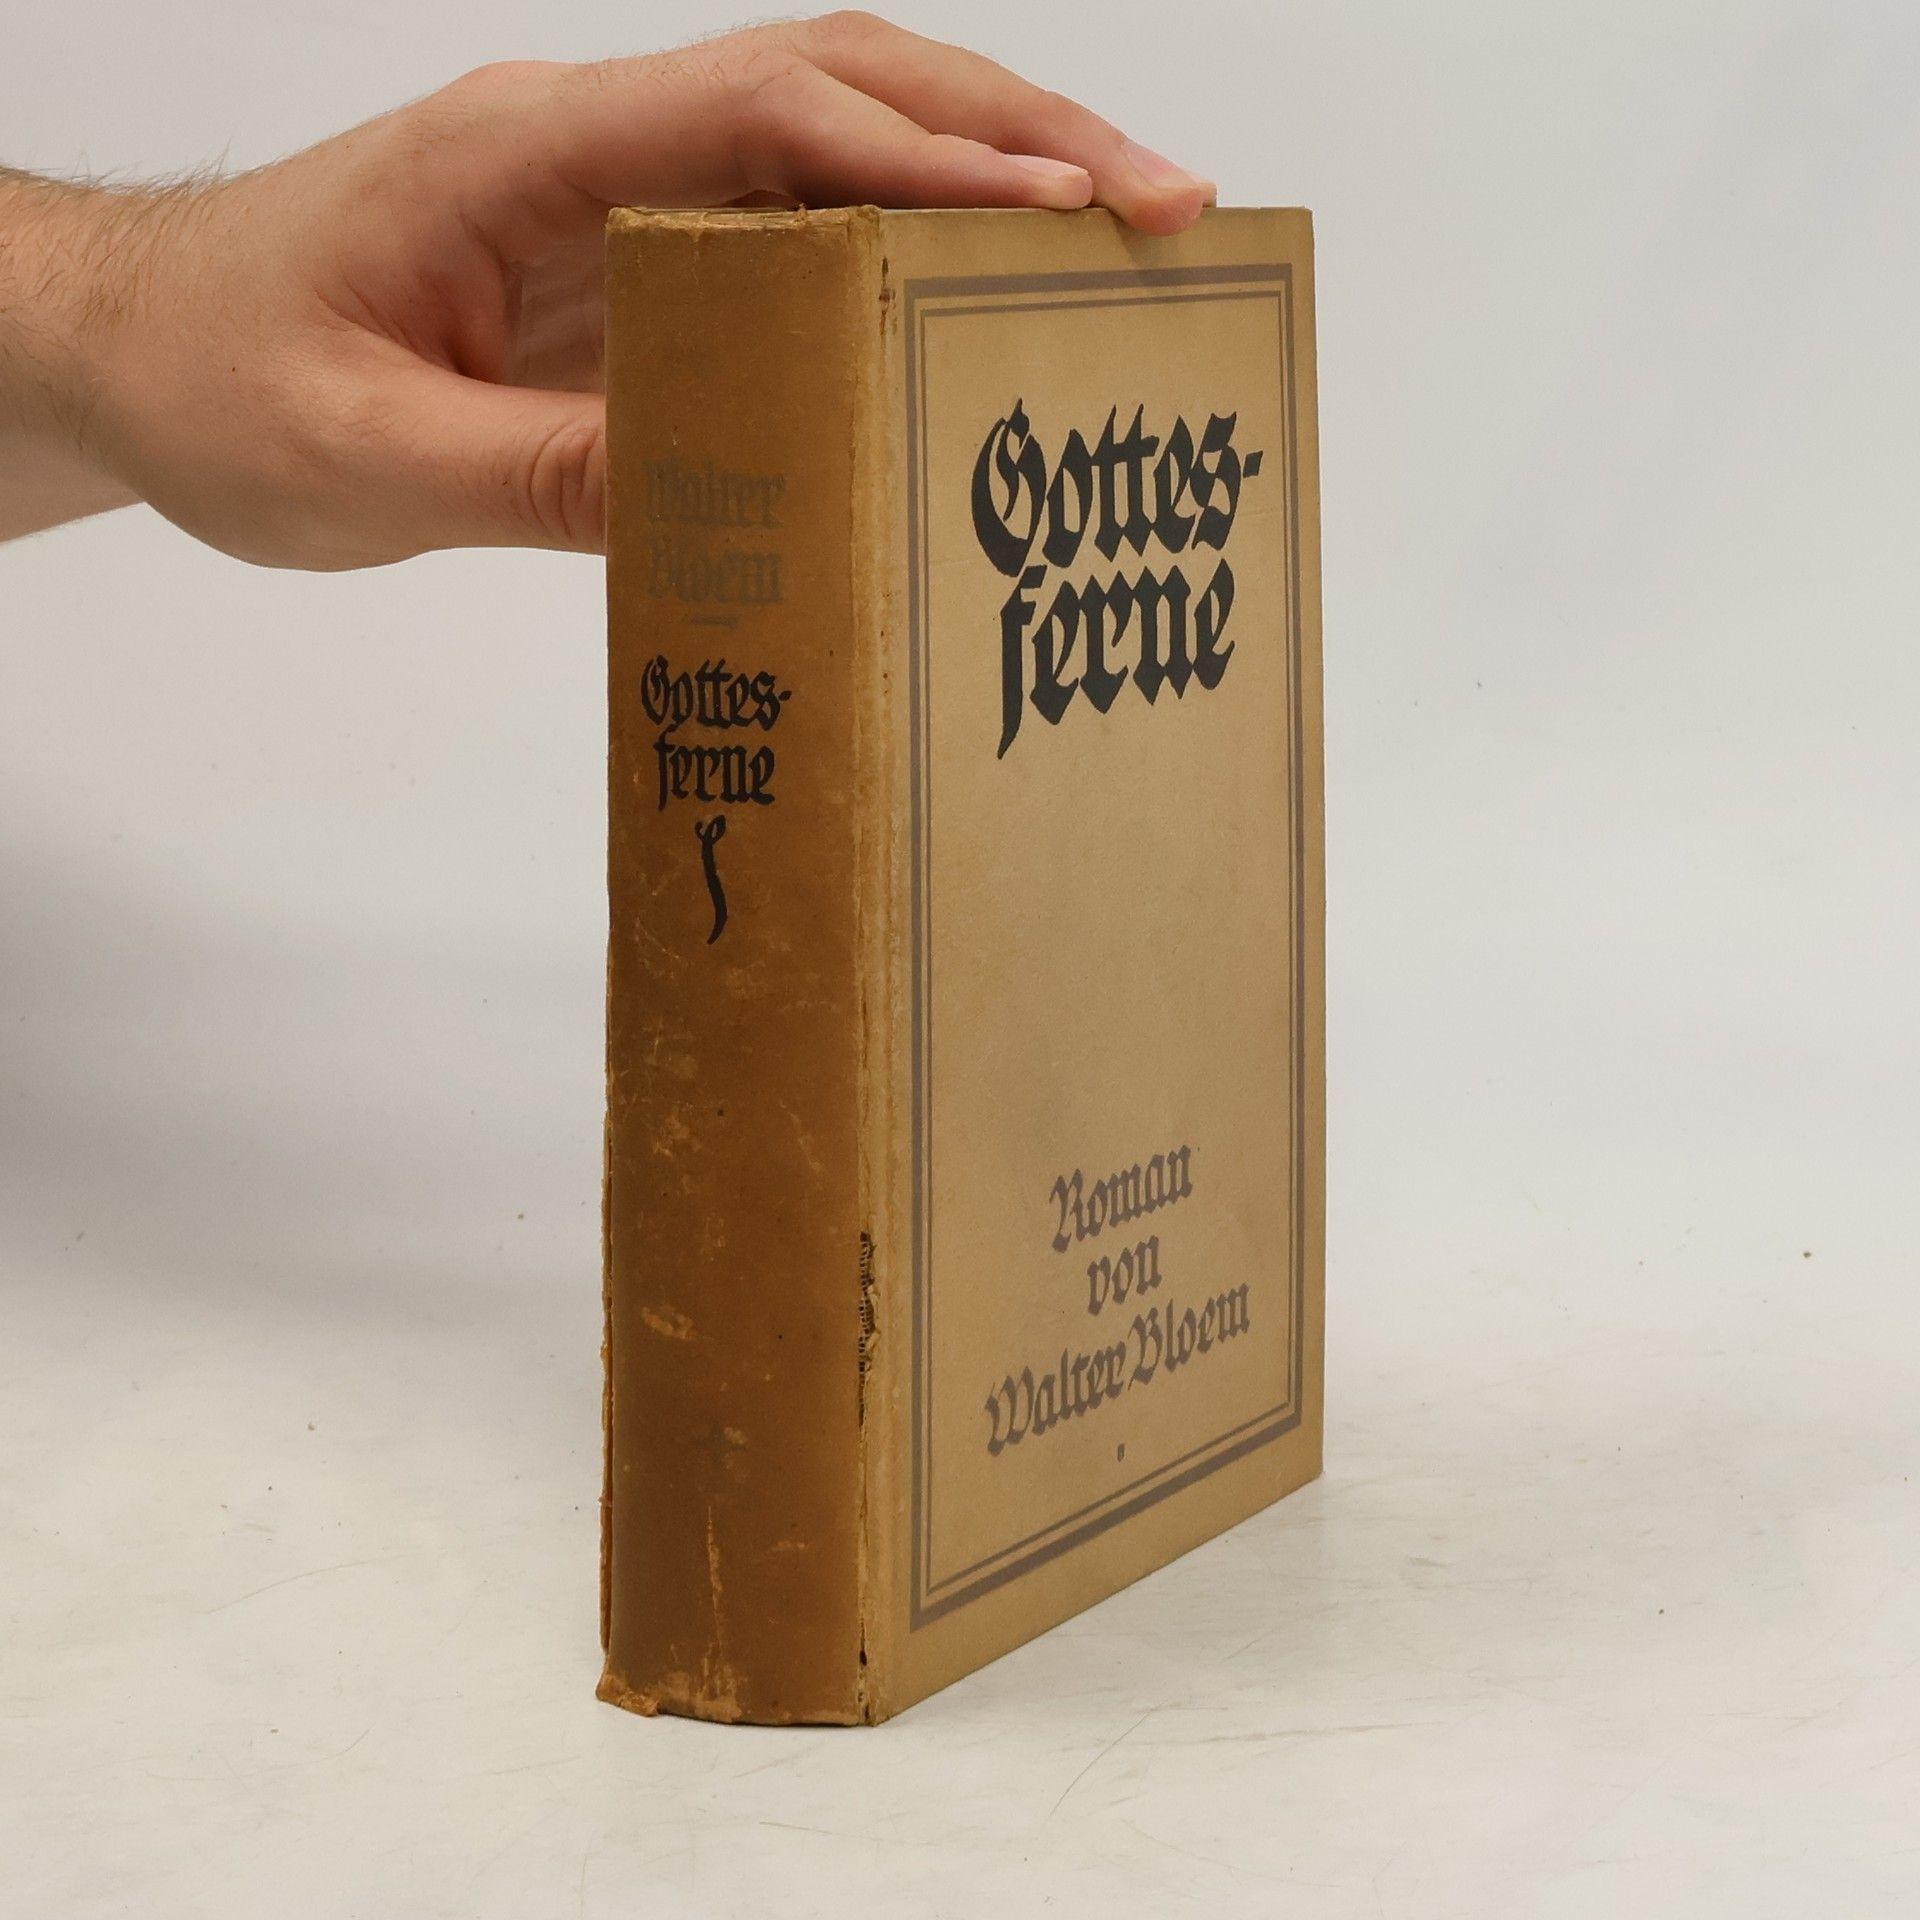 Walter
Bloem
Gottes-
ferne
Gottes-
ferne
Roman
von
Walter Bloem